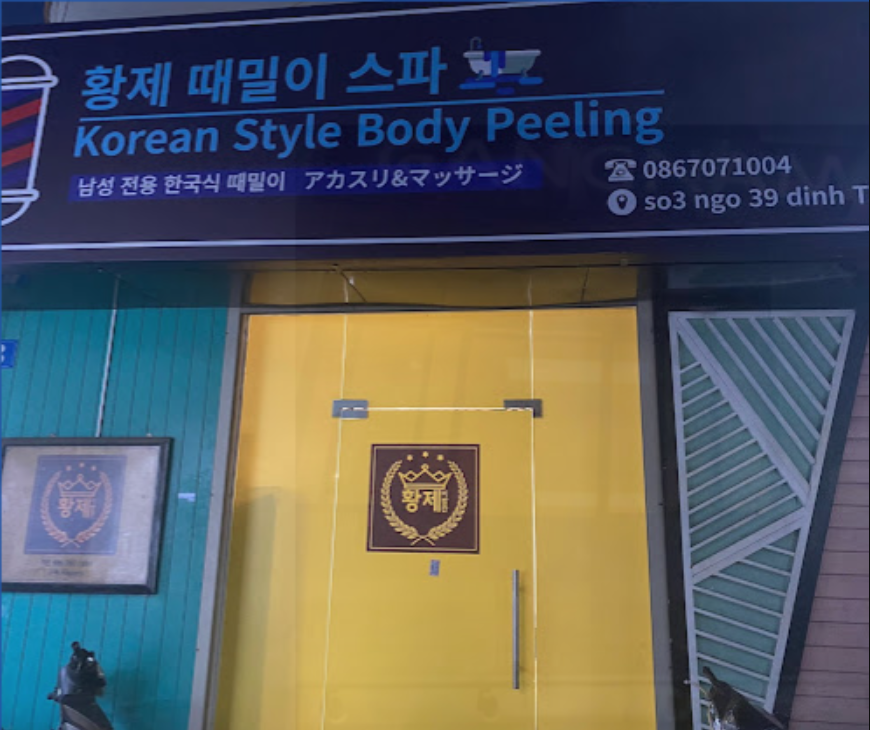 황제 때밀이 스파
Korean Style Body Peeling
남성 전용 한국식 때밀이 アカスリ&マッサージ
0867071004
so3 ngo 39 dinh T
황제
황제